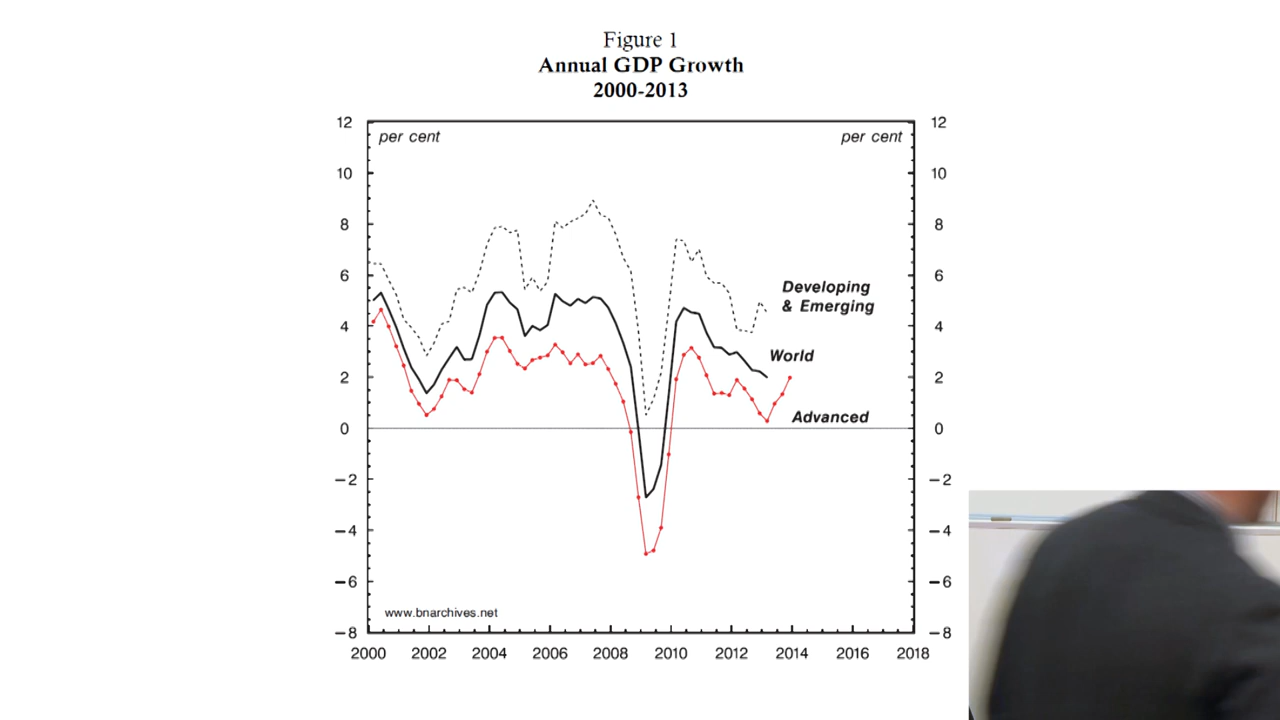 Figure 1
Annual GDP Growth
2000-2013
12 12
per cent per cent
10 10
8 8
6 6
Developing
& Emerging
4 4
World
2 2
Advanced
0 0
−2 −2
−4 −4
−6 −6
www.bnarchives.net
−8 −8
2000 2002 2004 2006 2008 2010 2012 2014 2016 2018